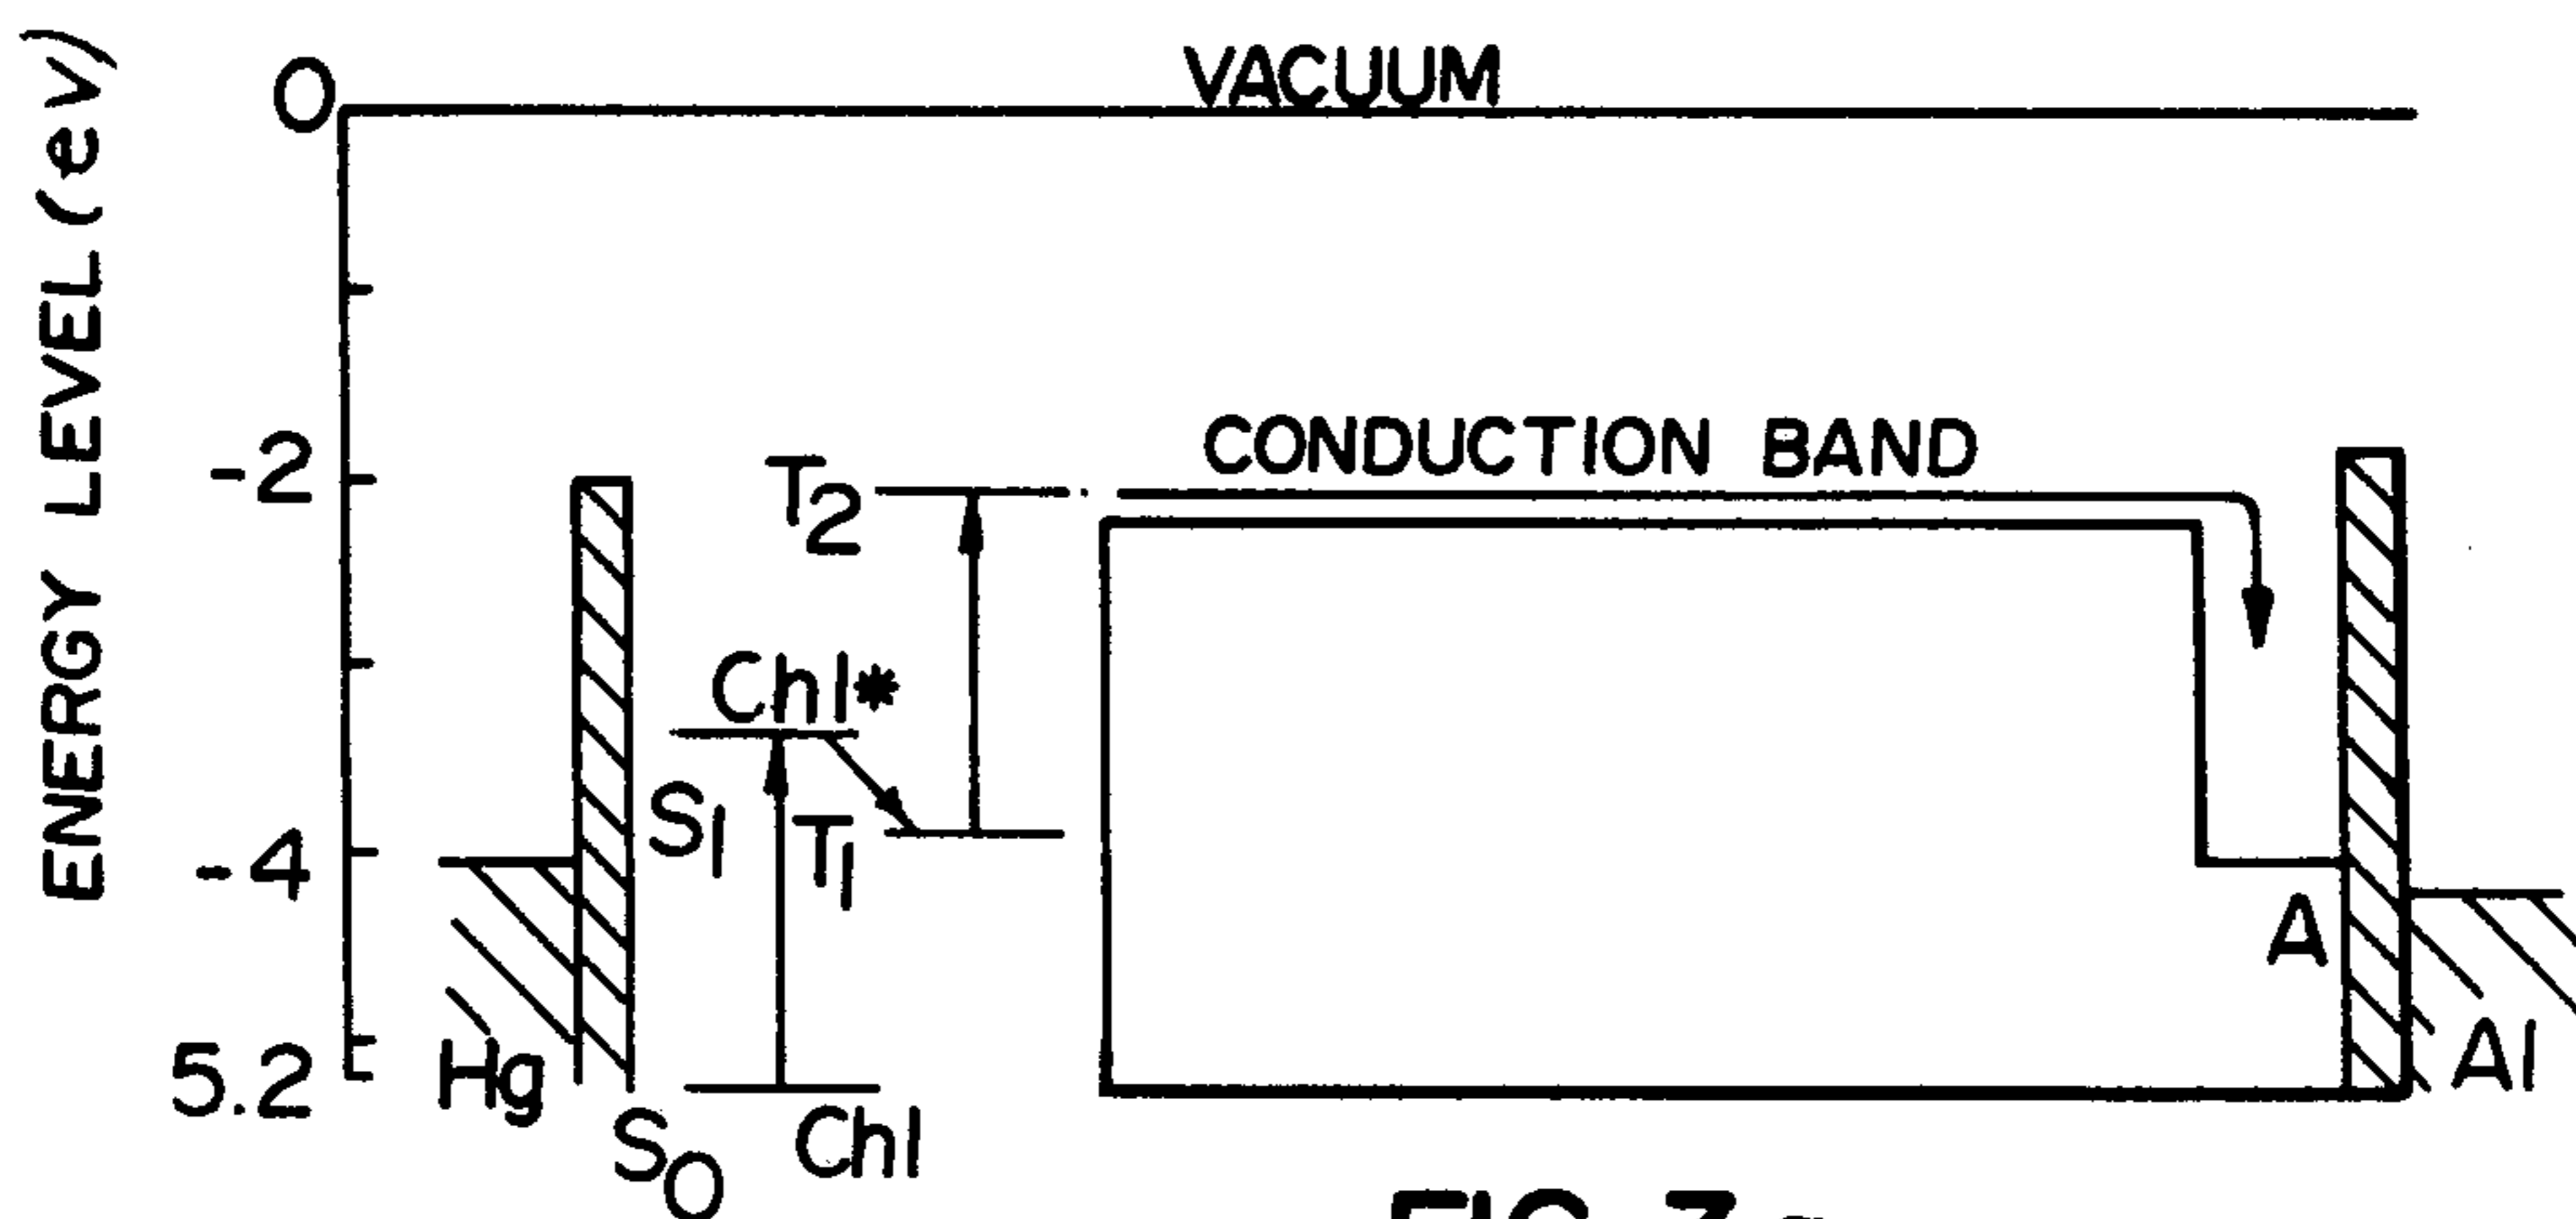 ENERGY LEVEL (eV)
0
VACUUM
-2
T2
CONDUCTION BAND
Chl*
S1
T1
-4
A
5.2
Hg
Al
S0
Chl